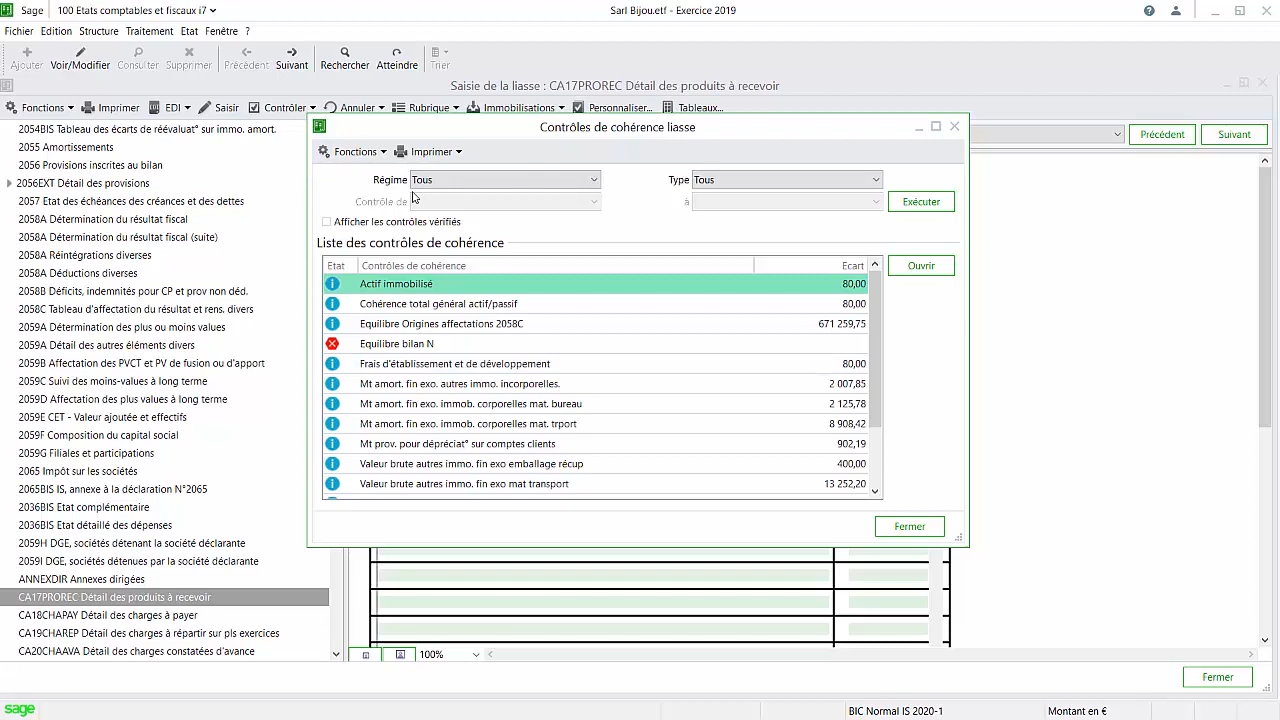 Sage 100 Etats comptables et fiscaux i7
Sarl Bijou.etf - Exercice 2019
Fichier Edition Structure Traitement Etat Fenêtre ?
Ajouter Voir/Modifier Consulter Supprimer Précédent Suivant Rechercher Atteindre Trier
Saisie de la liasse : CA17PROREC Détail des produits à recevoir
Fonctions Imprimer EDI Saisir Contrôler Annuler Rubrique Immobilisations Personnaliser... Tableaux...
Précédent Suivant
2054BIS Tableau des écarts de réévaluat° sur immo. amort.
2055 Amortissements
2056 Provisions inscrites au bilan
2056EXT Détail des provisions
2057 Etat des échéances des créances et des dettes
2058A Détermination du résultat fiscal
2058A Détermination du résultat fiscal (suite)
2058A Réintégrations diverses
2058A Déductions diverses
2058B Déficits, indemnités pour CP et prov non déd.
2058C Tableau d'affectation du résultat et rens. divers
2059A Détermination des plus ou moins values
2059A Détail des autres éléments divers
2059B Affectation des PVCT et PV de fusion ou d'apport
2059C Suivi des moins-values à long terme
2059D Affectation des plus values à long terme
2059E CET - Valeur ajoutée et effectifs
2059F Composition du capital social
2059G Filiales et participations
2065 Impôt sur les sociétés
2065BIS IS, annexe à la déclaration N°2065
2036BIS Etat complémentaire
2036BIS Etat détaillé des dépenses
2059H DGE, sociétés détenant la société déclarante
2059I DGE, sociétés détenues par la société déclarante
ANNEXDIR Annexes dirigées
CA17PROREC Détail des produits à recevoir
CA18CHAPAY Détail des charges à payer
CA19CHAREP Détail des charges à répartir sur pls exercices
CA20CHAAVA Détail des charges constatées d'avance
Contrôles de cohérence liasse
Fonctions Imprimer
Régime Tous Type Tous
Contrôle de à Exécuter
Afficher les contrôles vérifiés
Liste des contrôles de cohérence
Etat Contrôles de cohérence Ecart Ouvrir
Actif immobilisé 80,00
Cohérence total général actif/passif 80,00
Equilibre Origines affectations 2058C 671 259,75
Equilibre bilan N
Frais d'établissement et de développement 80,00
Mt amort. fin exo. autres immo. incorporelles. 2 007,85
Mt amort. fin exo. immob. corporelles mat. bureau 2 125,78
Mt amort. fin exo. immob. corporelles mat. trport 8 908,42
Mt prov. pour dépréciat° sur comptes clients 902,19
Valeur brute autres immo. fin exo emballage récup 400,00
Valeur brute autres immo. fin exo mat transport 13 252,20
Fermer
100%
Fermer
sage BIC Normal IS 2020-1 Montant en €